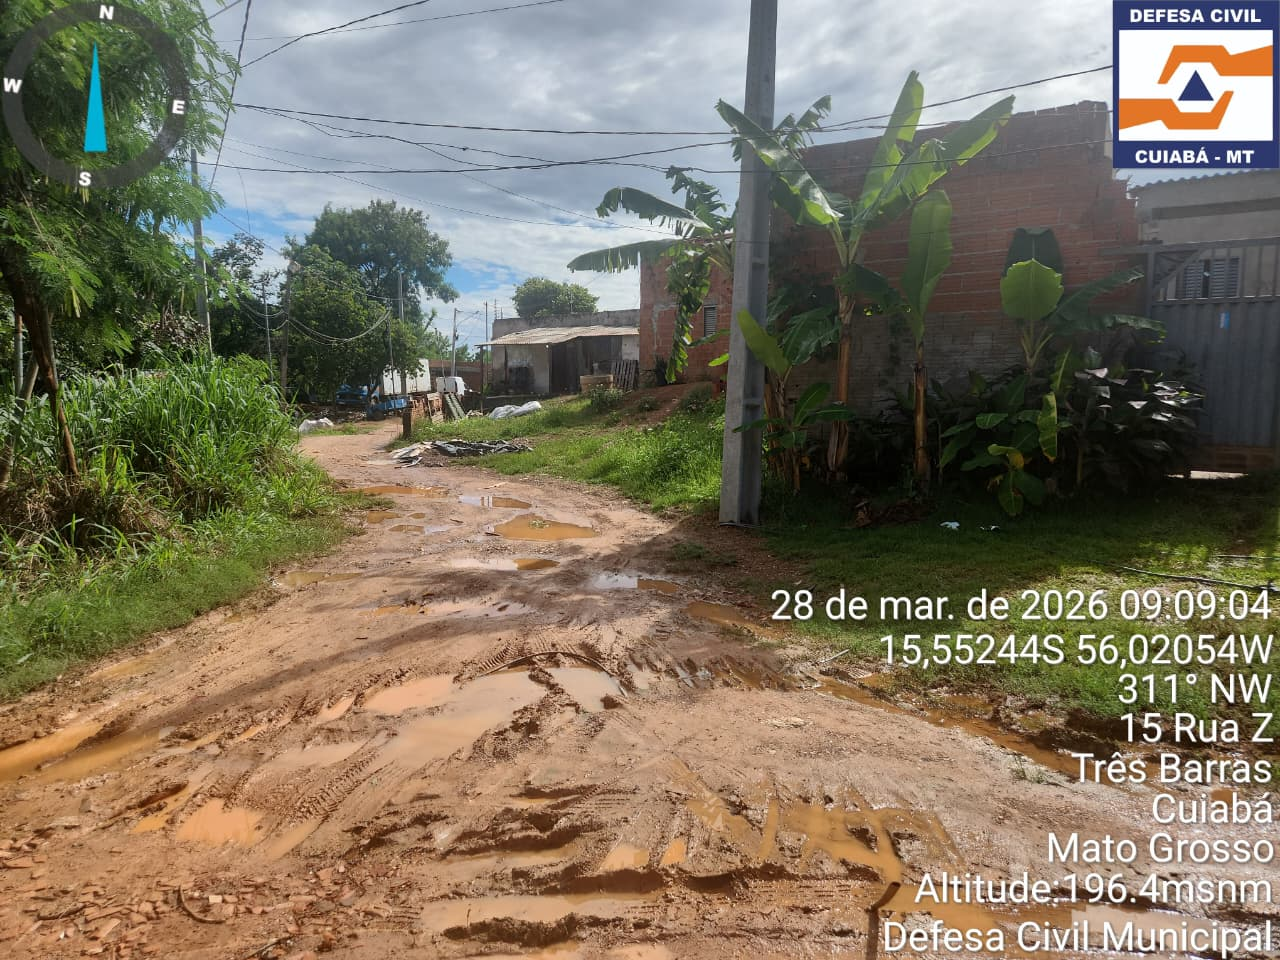 N
W
E
S
DEFESA CIVIL
CUIABÁ - MT
28 de mar. de 2026 09:09:04
15,55244S 56,02054W
311° NW
15 Rua Z
Três Barras
Cuiabá
Mato Grosso
Altitude:196.4msnm
Defesa Civil Municipal